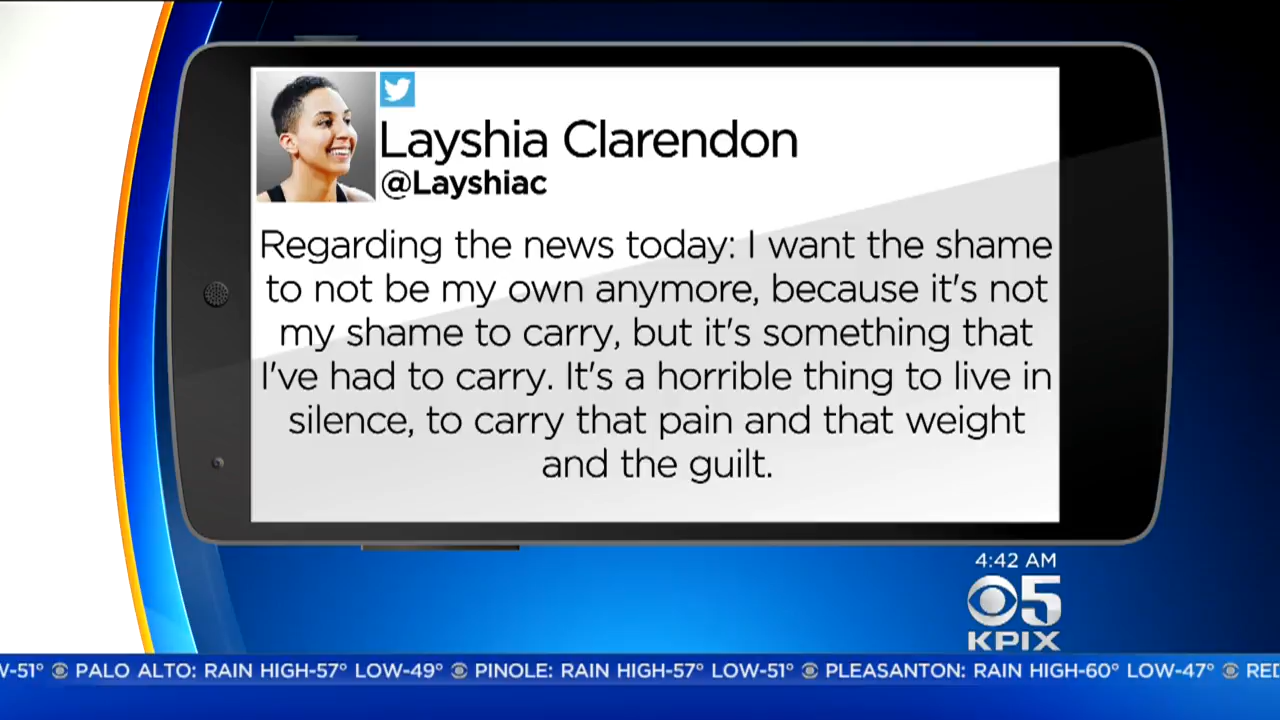 Layshia Clarendon
@Layshiac
Regarding the news today: I want the shame
to not be my own anymore, because it's not
my shame to carry, but it's something that
I've had to carry. It's a horrible thing to live in
silence, to carry that pain and that weight
and the guilt.
4:42 AM
5
KPIX
W-51° PALO ALTO: RAIN HIGH-57° LOW-49° PINOLE: RAIN HIGH-57° LOW-51° PLEASANTON: RAIN HIGH-60° LOW-47° RED